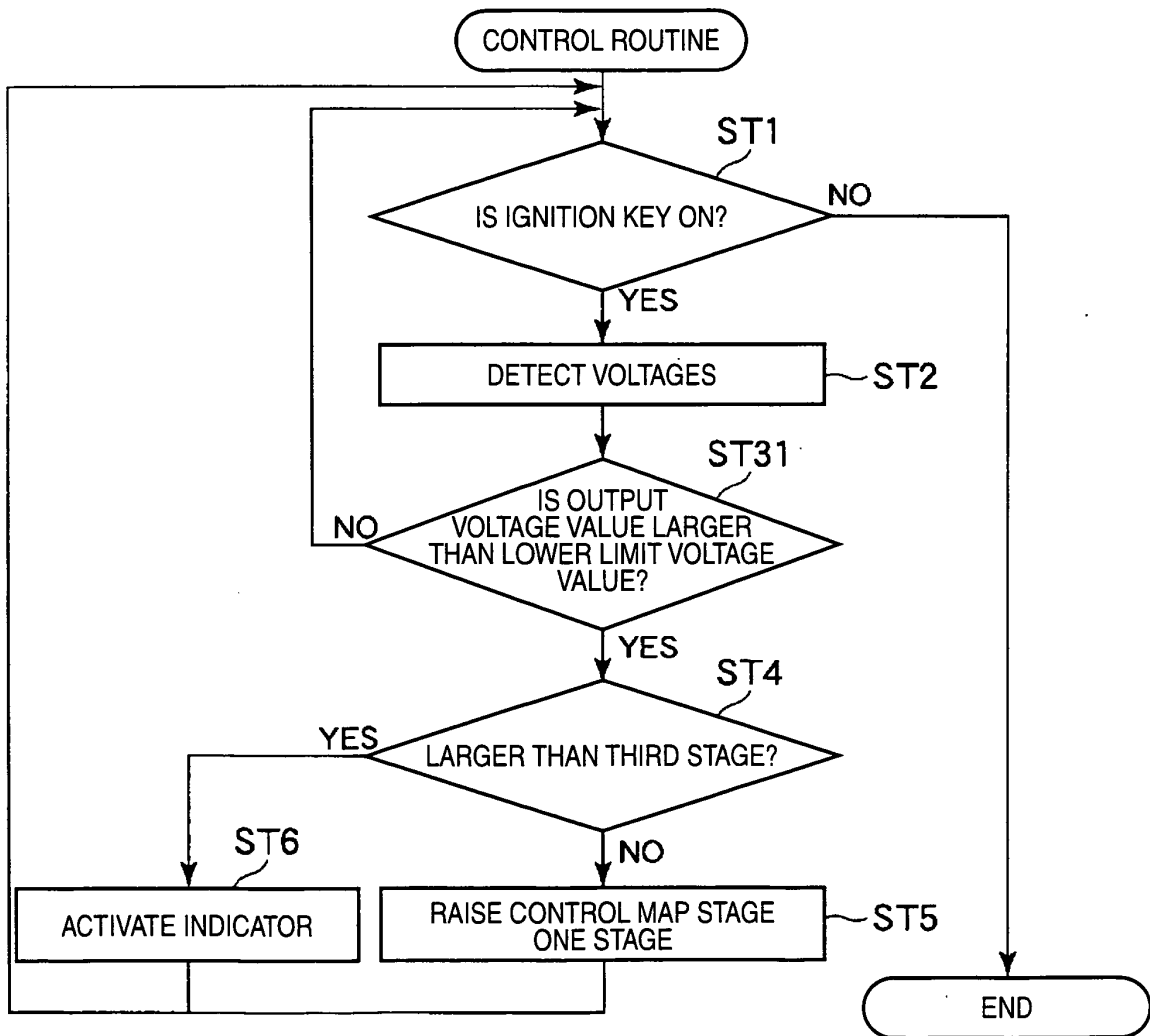 CONTROL ROUTINE
ST1
IS IGNITION KEY ON?
NO
YES
DETECT VOLTAGES
ST2
ST31
IS OUTPUT
VOLTAGE VALUE LARGER
THAN LOWER LIMIT VOLTAGE
VALUE?
NO
YES
ST4
LARGER THAN THIRD STAGE?
YES
NO
ST6
ACTIVATE INDICATOR
RAISE CONTROL MAP STAGE
ONE STAGE
ST5
END